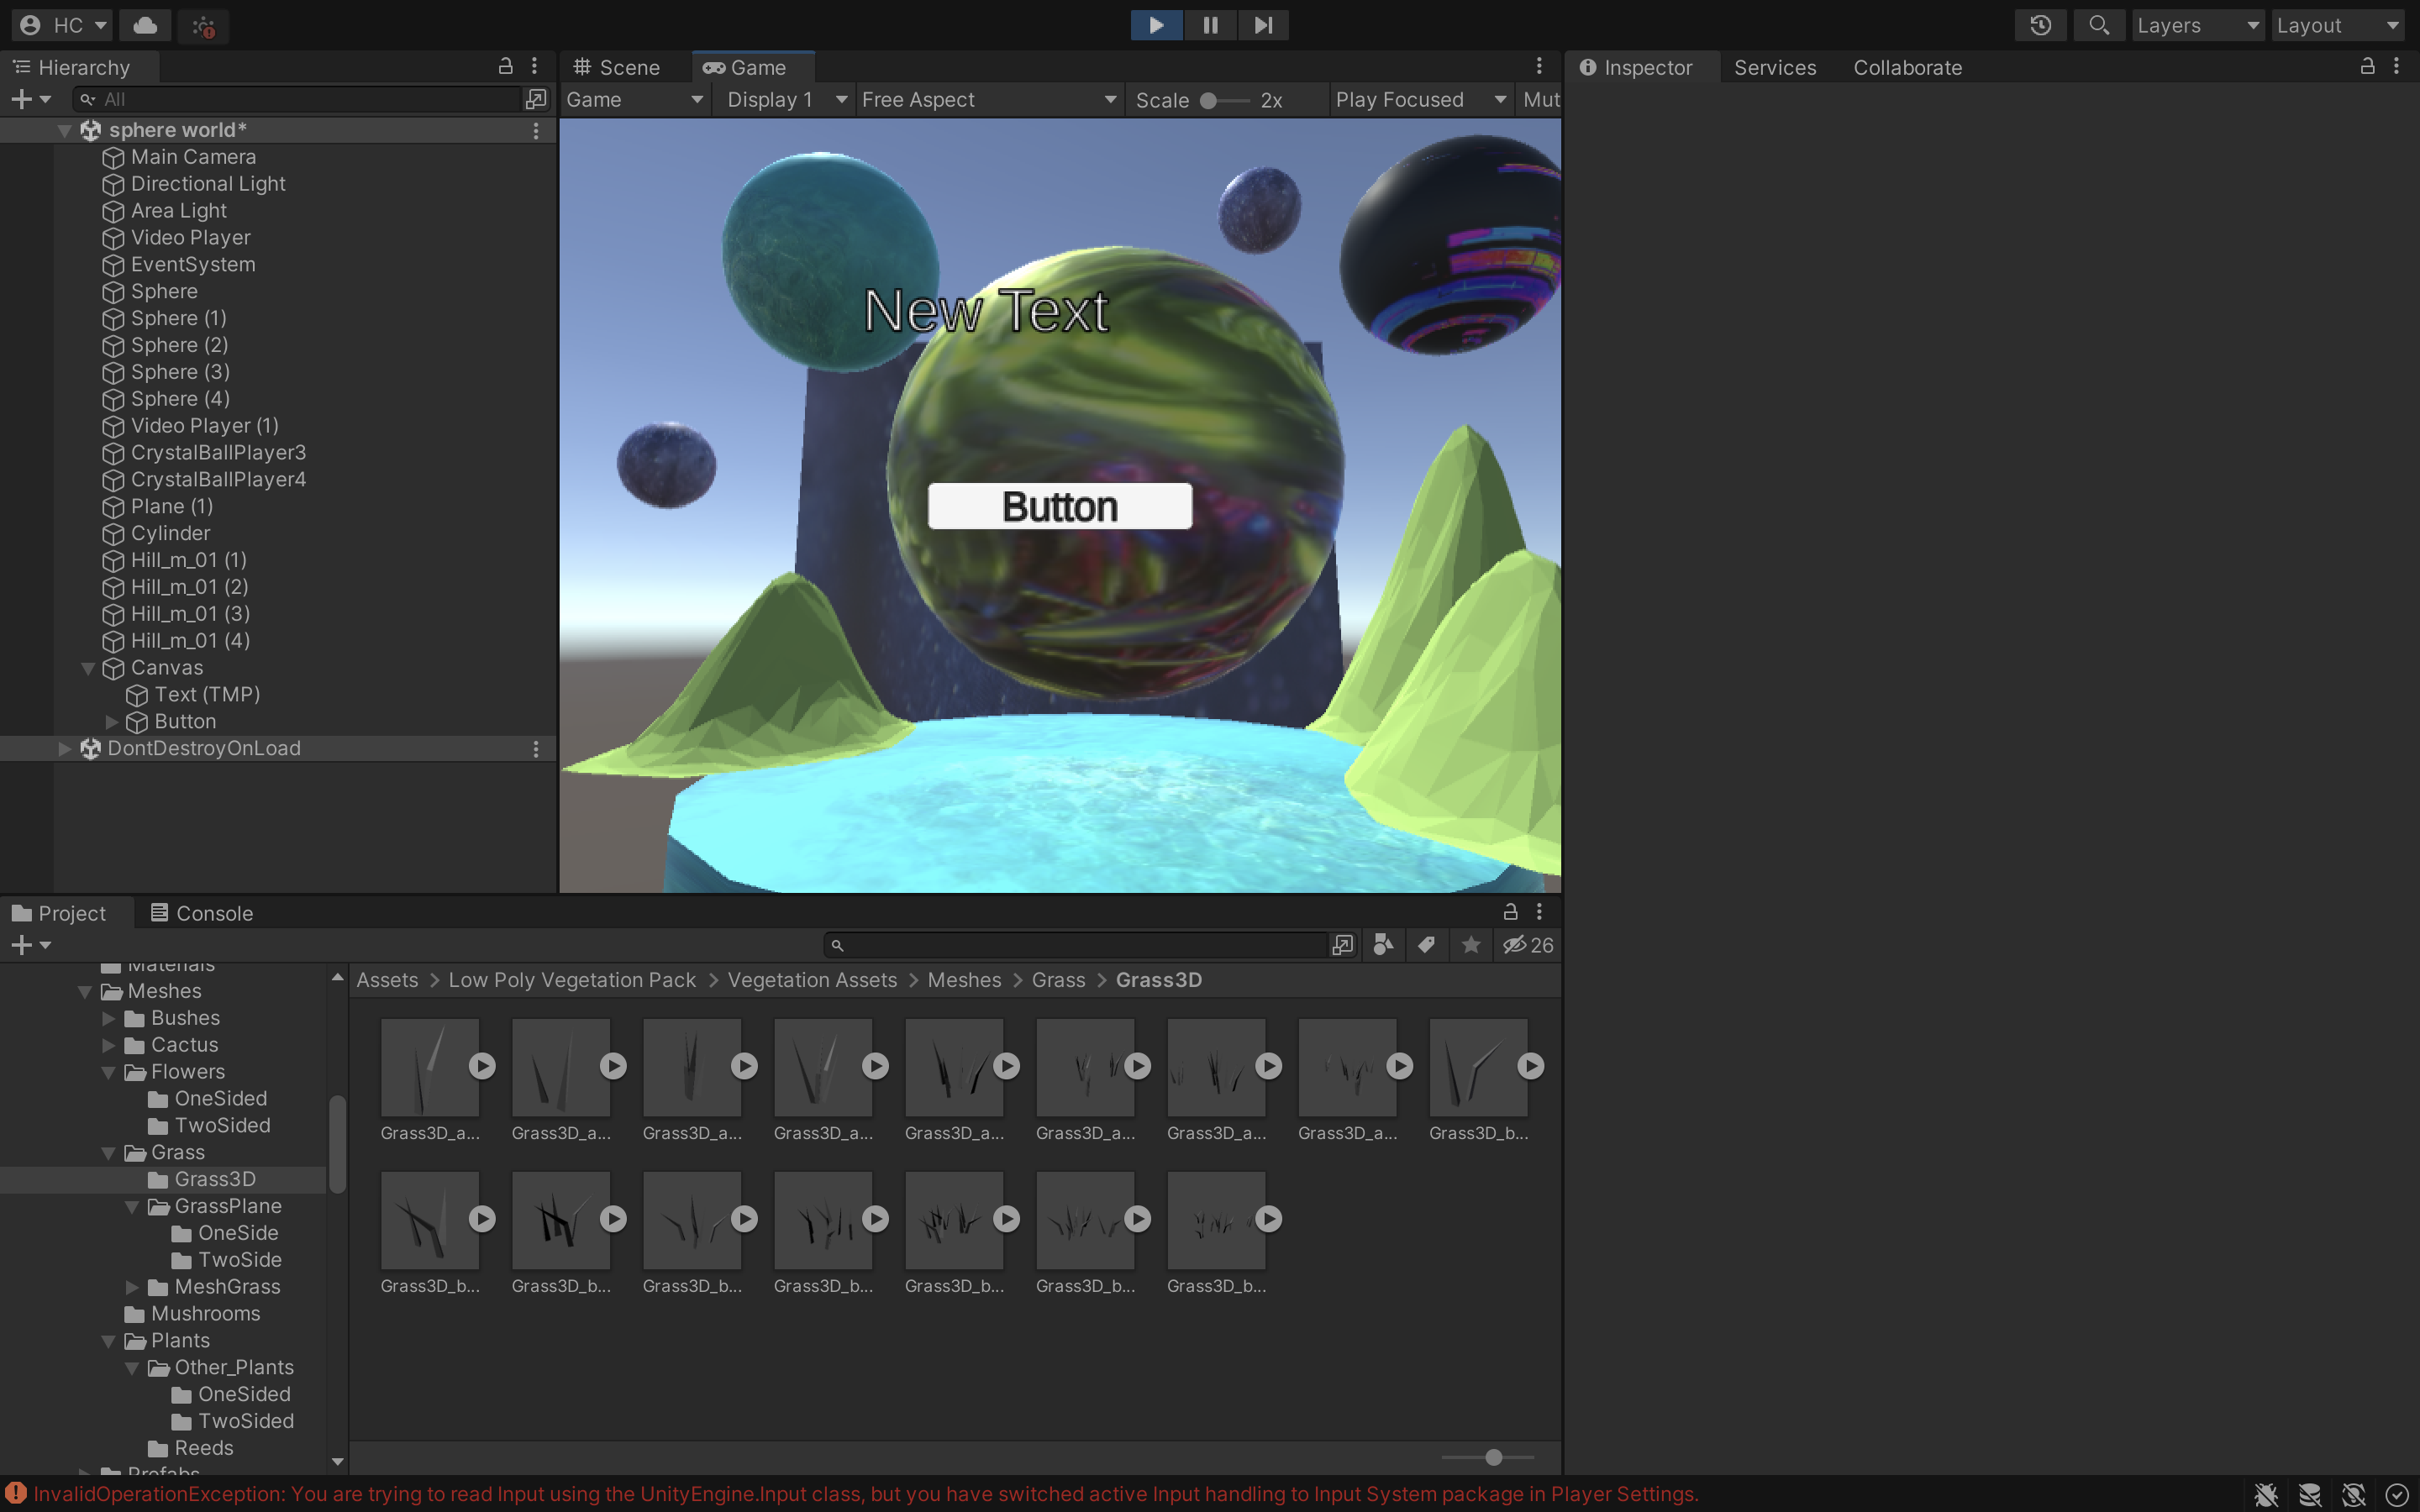 HC
Layers
Layout
Hierarchy
All
sphere world*
Main Camera
Directional Light
Area Light
Video Player
EventSystem
Sphere
Sphere (1)
Sphere (2)
Sphere (3)
Sphere (4)
Video Player (1)
CrystalBallPlayer3
CrystalBallPlayer4
Plane (1)
Cylinder
Hill_m_01 (1)
Hill_m_01 (2)
Hill_m_01 (3)
Hill_m_01 (4)
Canvas
Text (TMP)
Button
DontDestroyOnLoad
Scene Game
Game Display 1 Free Aspect Scale 2x Play Focused Mut
New Text
Button
Inspector Services Collaborate
Project Console
26
Materials
Meshes
Bushes
Cactus
Flowers
OneSided
TwoSided
Grass
Grass3D
GrassPlane
OneSide
TwoSide
MeshGrass
Mushrooms
Plants
Other_Plants
OneSided
TwoSided
Reeds
Prefabs
Assets > Low Poly Vegetation Pack > Vegetation Assets > Meshes > Grass > Grass3D
Grass3D_a... Grass3D_a... Grass3D_a... Grass3D_a... Grass3D_a... Grass3D_a... Grass3D_a... Grass3D_a... Grass3D_b...
Grass3D_b... Grass3D_b... Grass3D_b... Grass3D_b... Grass3D_b... Grass3D_b... Grass3D_b...
InvalidOperationException: You are trying to read Input using the UnityEngine.Input class, but you have switched active Input handling to Input System package in Player Settings.